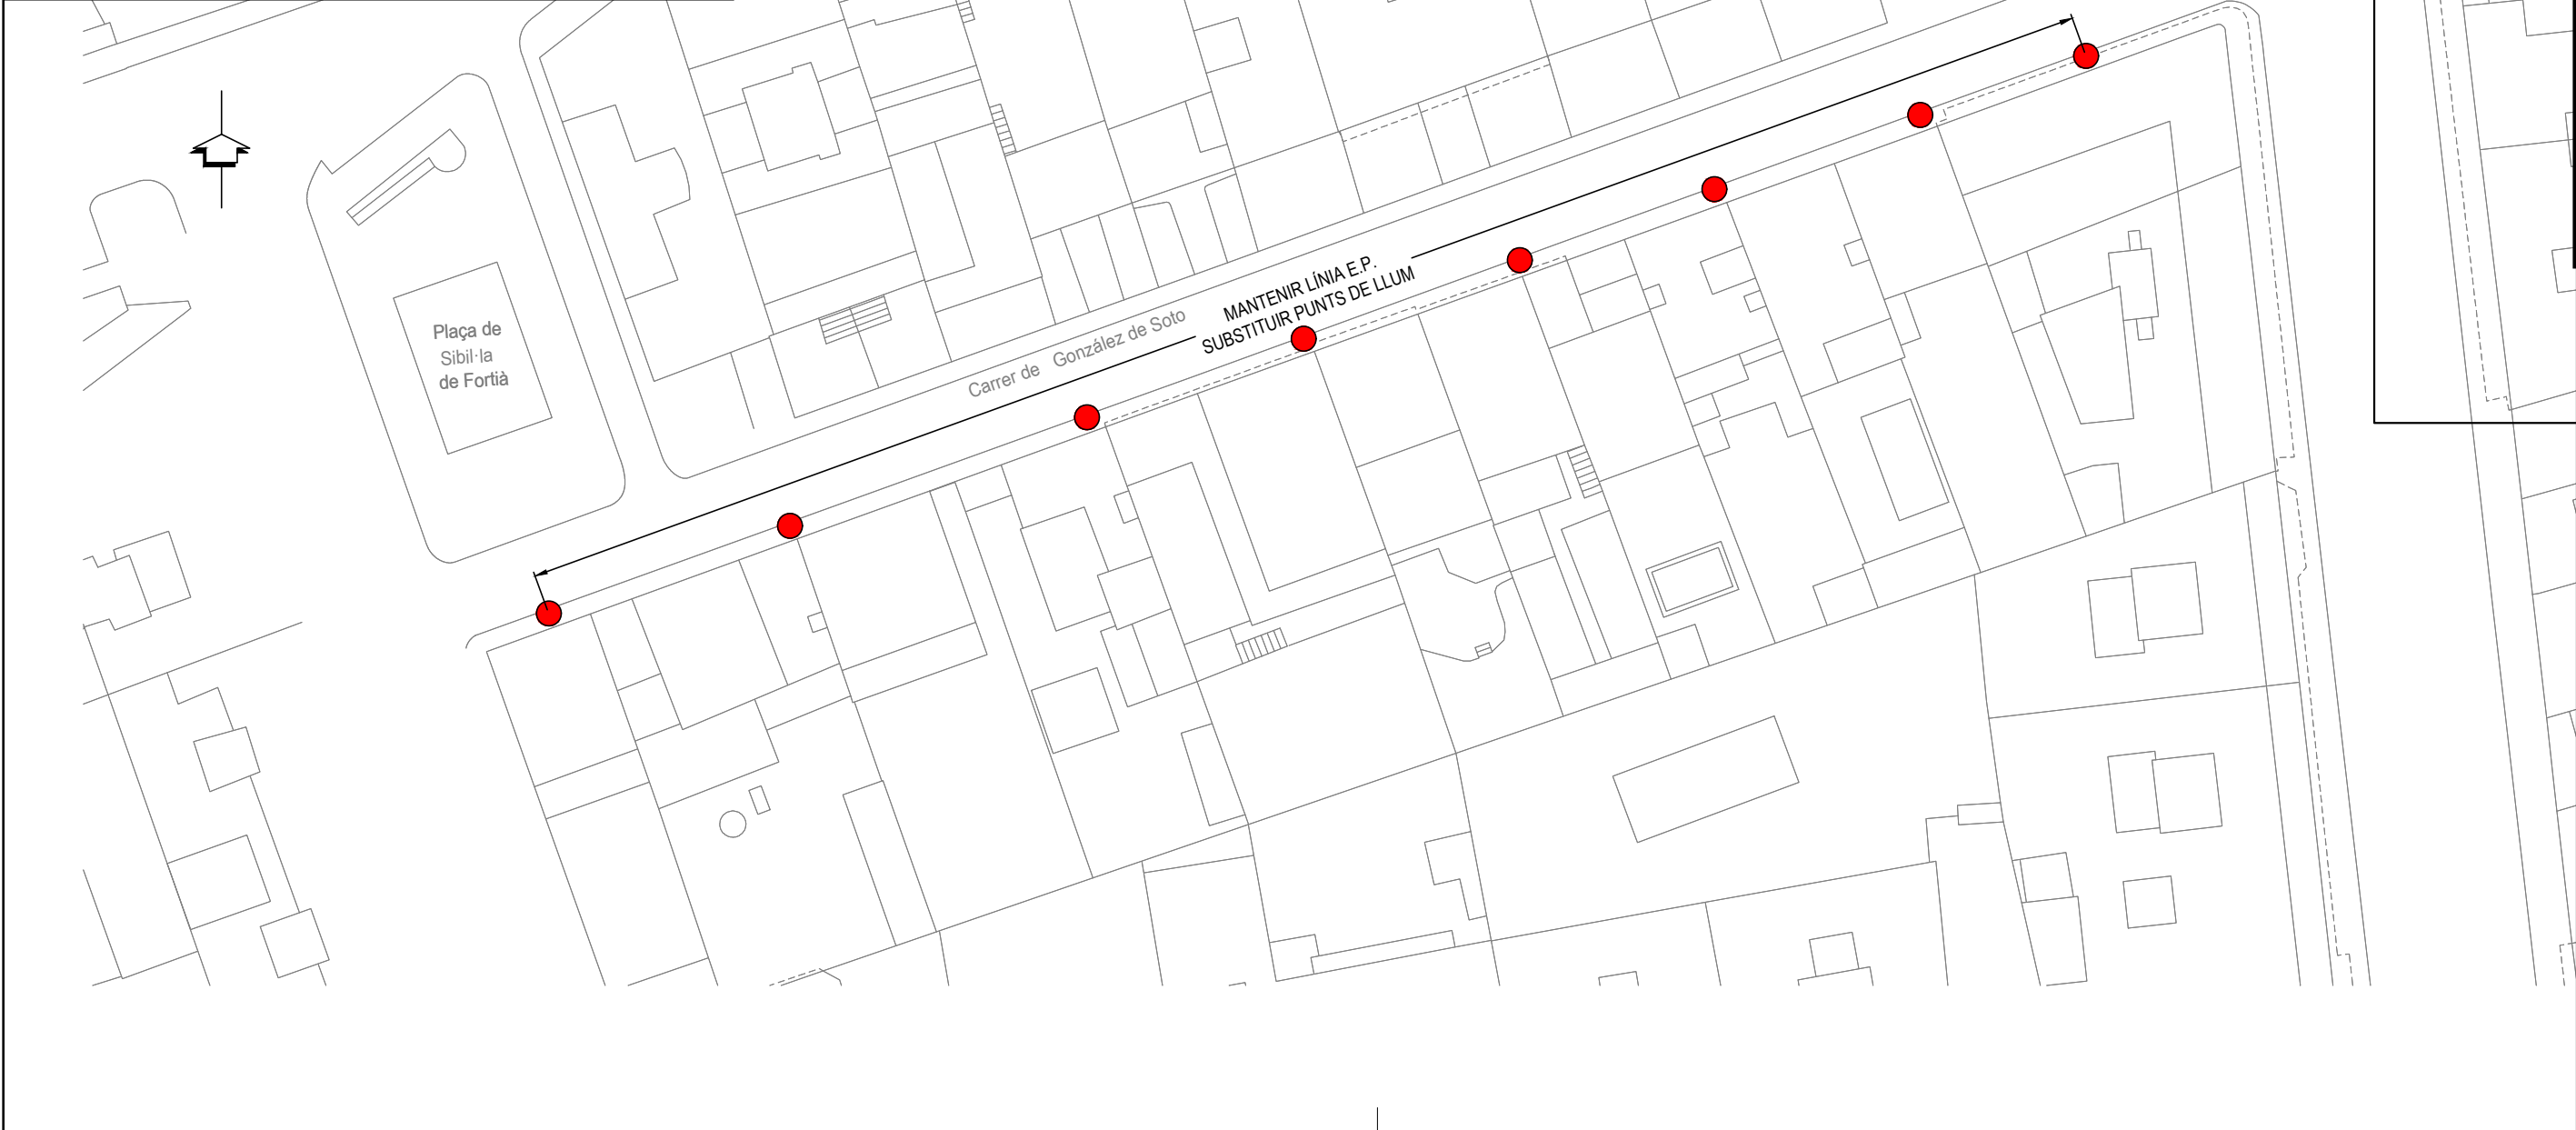 MANTENIR LÍNIA E.P.
SUBSTITUIR PUNTS DE LLUM
Carrer de González de Soto
Plaça de
Sibil·la
de Fortià